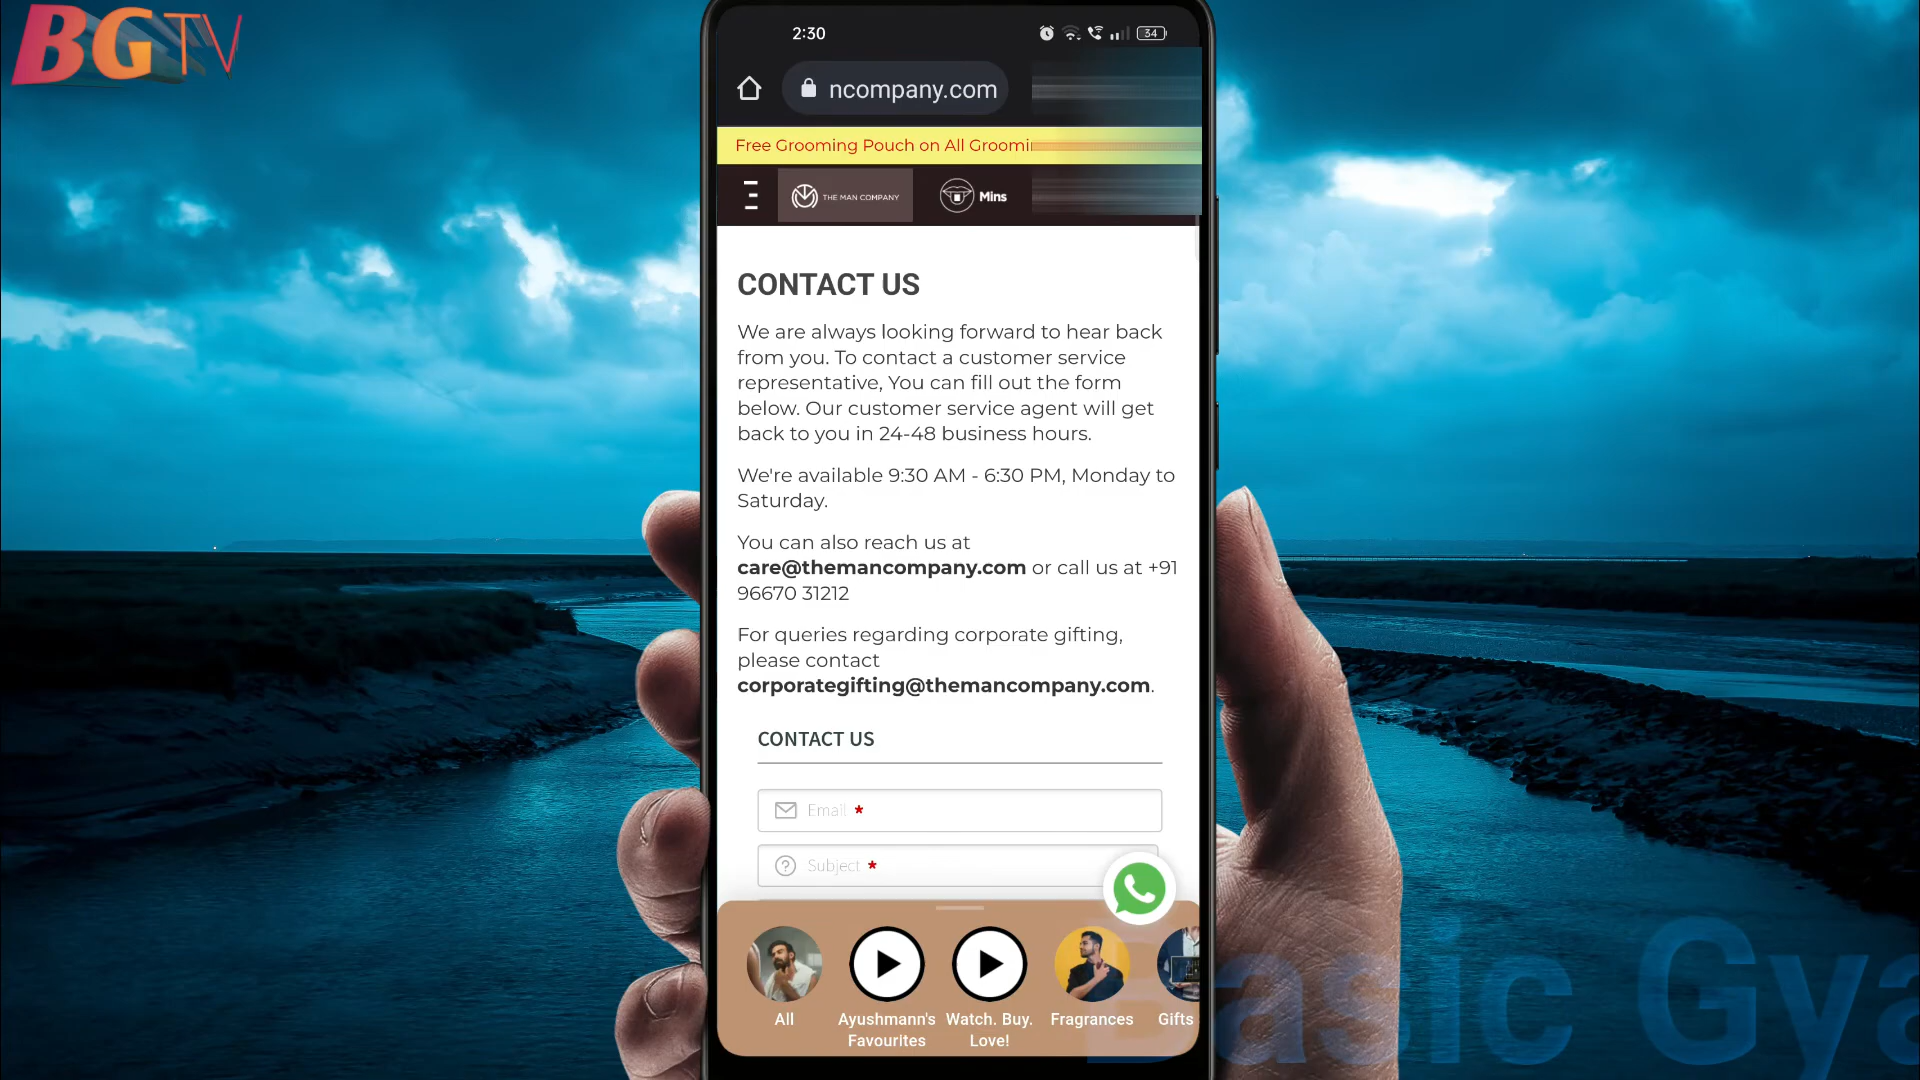 BGTV
2:30
34
ncompany.com
Free Grooming Pouch on All Groomi
THE MAN COMPANY
Mins
CONTACT US
We are always looking forward to hear back
from you. To contact a customer service
representative, You can fill out the form
below. Our customer service agent will get
back to you in 24-48 business hours.
We're available 9:30 AM - 6:30 PM, Monday to
Saturday.
You can also reach us at
care@themancompany.com or call us at +91
96670 31212
For queries regarding corporate gifting,
please contact
corporategifting@themancompany.com.
CONTACT US
Email *
Subject *
All
Ayushmann's
Favourites
Watch. Buy.
Love!
Fragrances
Gifts
Basic Gya